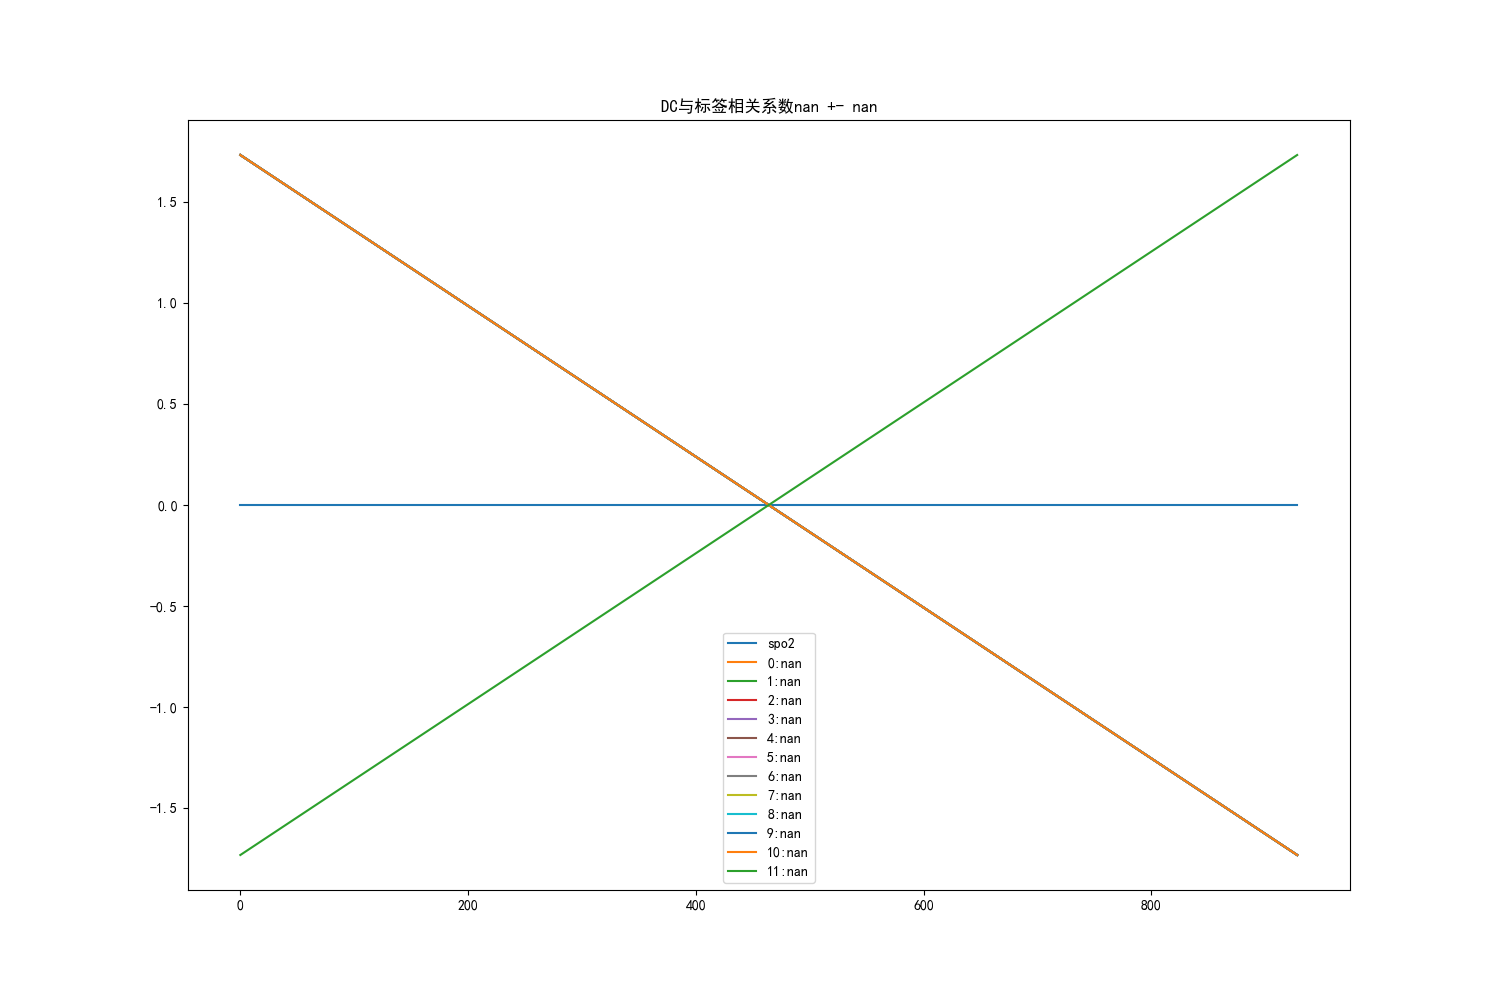 DC与标签相关系数nan +- nan
1.5
1.0
0.5
0.0
-0.5
-1.0
-1.5
spo2
0:nan
1:nan
2:nan
3:nan
4:nan
5:nan
6:nan
7:nan
8:nan
9:nan
10:nan
11:nan
0 200 400 600 800